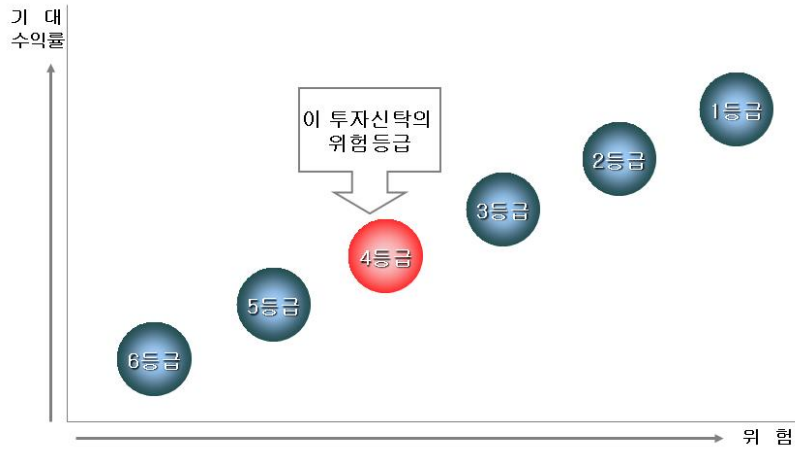 기 대
수익률
이 투자신탁의
위험등급
1등급
2등급
3등급
4등급
5등급
6등급
위 험